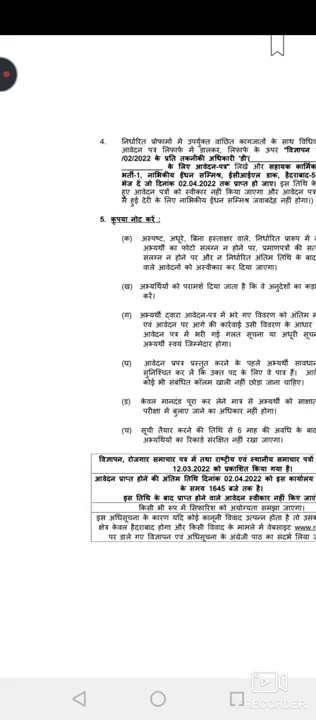 4. निर्धारित प्रोफार्मा में उपर्युक्त वांछित कागजातों के साथ विधिव
आवेदन पत्र लिफाफे में डालकर, लिफाफे के ऊपर "विज्ञापन
/02/2022 के प्रति तकनीकी अधिकारी 'डी'(
के लिए आवेदन-पत्र" लिखें और सहायक कार्मिक
भर्ती-1, नाभिकीय ईंधन सम्मिश्र, ईसीआईएल डाक, हैदराबाद-5
भेज दें जो दिनांक 02.04.2022 तक प्राप्त हो जाए। इस तिथि के
हुए आवेदन पत्रों को स्वीकार नहीं किया जाएगा और आवेदन पत्र
में हुई देरी के लिए नाभिकीय ईंधन सम्मिश्र जवाबदेह नहीं होगा।)
5. कृपया नोट करें :
(क) अस्पष्ट, अधूरे, बिना हस्ताक्षर वाले, निर्धारित प्रारूप में
अभ्यर्थी का फोटो संलग्न न होने पर, प्रमाणपत्रों की सत
संलग्न न होने पर और न निर्धारित अंतिम तिथि के बाद
वाले आवेदनों को अस्वीकार कर दिया जाएगा।
(ख) अभ्यर्थियों को परामर्श दिया जाता है कि वे अनुदेशों का कड़ा
करें।
(ग) अभ्यर्थी द्वारा आवेदन-पत्र में भरे गए विवरण को अंतिम म
एवं आवेदन पर आगे की कार्रवाई उसी विवरण के आधार
आवेदन पत्र में भरी गई गलत सूचना या अधूरी सूच
अभ्यर्थी स्वयं जिम्मेदार होगा।
(घ) आवेदन प्रपत्र प्रस्तुत करने के पहले अभ्यर्थी सावधान
सुनिश्चित कर लें कि उक्त पद के लिए वे पात्र हैं। आवे
कोई भी संबंधित कॉलम खाली नहीं छोड़ा जाना चाहिए।
(ङ) केवल मानदंड पूरा कर लेने मात्र से अभ्यर्थी को साक्षात
परीक्षा में बुलाए जाने का अधिकार नहीं होगा।
(च) सूची तैयार करने की तिथि से 6 माह की अवधि के बाद
अभ्यर्थियों का रिकार्ड संरक्षित नहीं रखा जाएगा।
विज्ञापन, रोजगार समाचार पत्र में तथा राष्ट्रीय एवं स्थानीय समाचार पत्रों
12.03.2022 को प्रकाशित किया गया है।
आवेदन प्राप्त होने की अंतिम तिथि दिनांक 02.04.2022 को इस कार्यालय
के समय 1645 बजे तक है।
इस तिथि के बाद प्राप्त होने वाले आवेदन स्वीकार नहीं किए जाएं
किसी भी रूप में सिफारिश को अयोग्यता समझा जाएगा।
इस अधिसूचना के कारण यदि कोई कानूनी विवाद उत्पन्न होता है तो उसक
क्षेत्र केवल हैदराबाद होगा और किसी विवाद के मामले में वेबसाइट www.n
पर डाले गए विज्ञापन एवं अधिसूचना के अंग्रेजी पाठ का संदर्भ लिया ज
VRECORDER